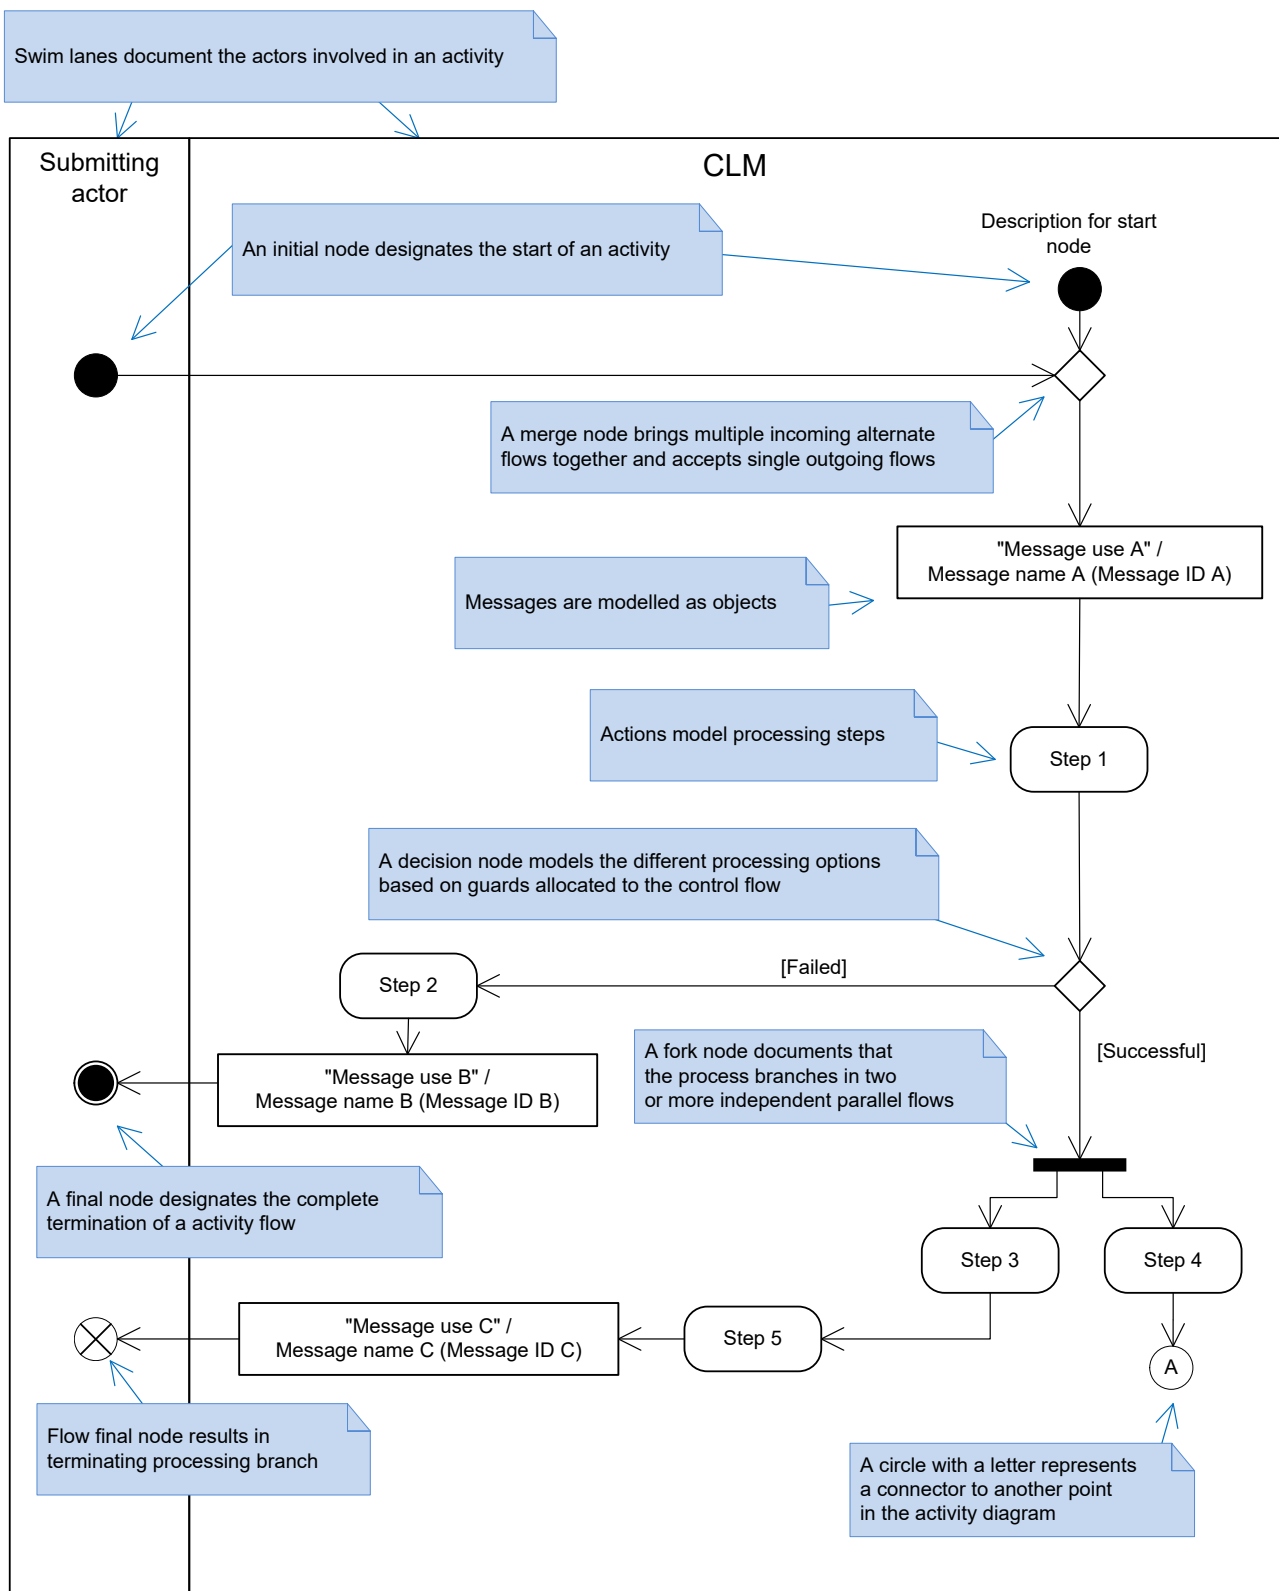 Swim lanes document the actors involved in an activity
Submitting
actor
CLM
An initial node designates the start of an activity
Description for start
node
A merge node brings multiple incoming alternate
flows together and accepts single outgoing flows
"Message use A" /
Message name A (Message ID A)
Messages are modelled as objects
Actions model processing steps
Step 1
A decision node models the different processing options
based on guards allocated to the control flow
[Failed]
Step 2
[Successful]
A fork node documents that
the process branches in two
or more independent parallel flows
"Message use B" /
Message name B (Message ID B)
A final node designates the complete
termination of a activity flow
Step 3
Step 4
"Message use C" /
Message name C (Message ID C)
Step 5
A
Flow final node results in
terminating processing branch
A circle with a letter represents
a connector to another point
in the activity diagram